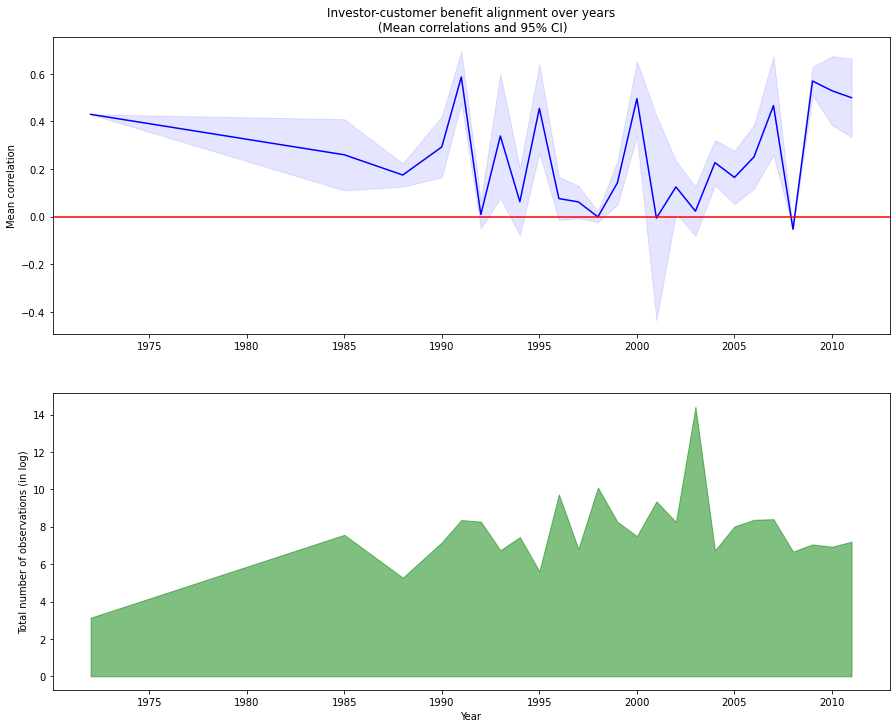 Investor-customer benefit alignment over years
(Mean correlations and 95% CI)
Mean correlation
0.6
0.4
0.2
0.0
−0.2
−0.4
1975 1980 1985 1990 1995 2000 2005 2010
Total number of observations (in log)
14
12
10
8
6
4
2
0
1975 1980 1985 1990 1995 2000 2005 2010
Year